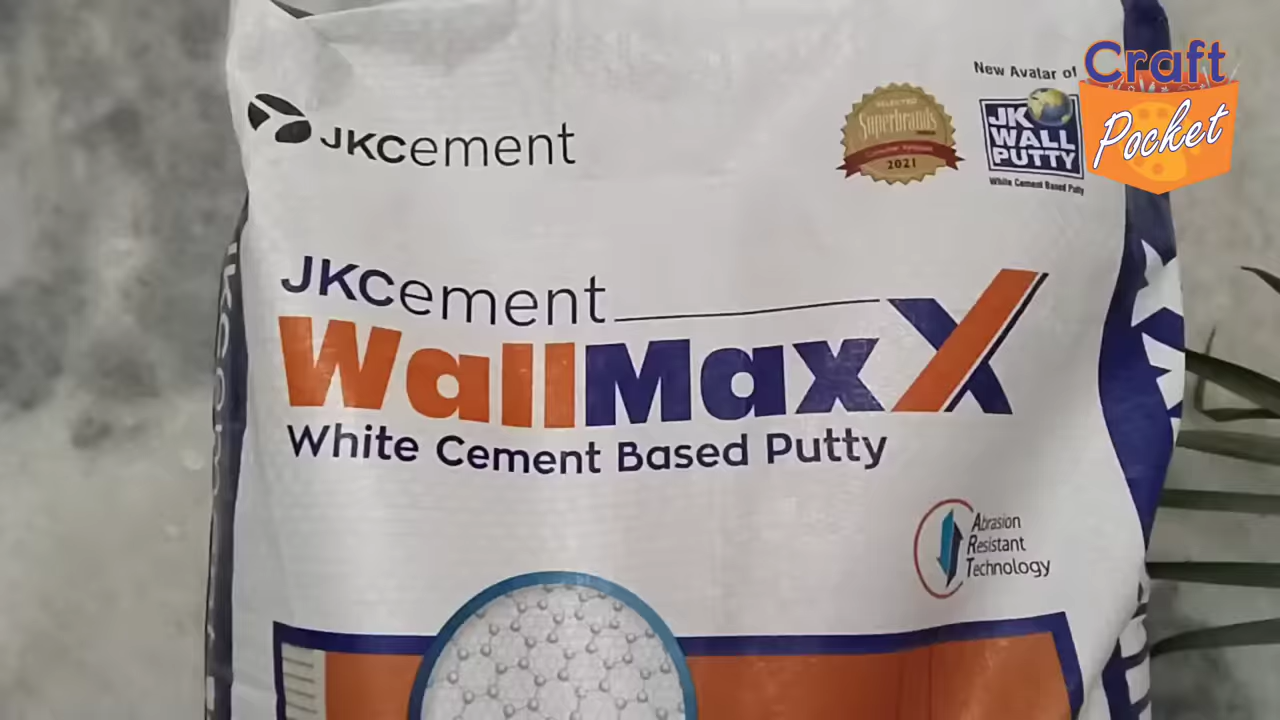 New Avatar of
Craft
Pocket
JKCement
SELECTED
Superbrands
2021
JK
WALL
PUTTY
White Cement Based Putty
JKCement
WallMaxX
White Cement Based Putty
Abrasion
Resistant
Technology